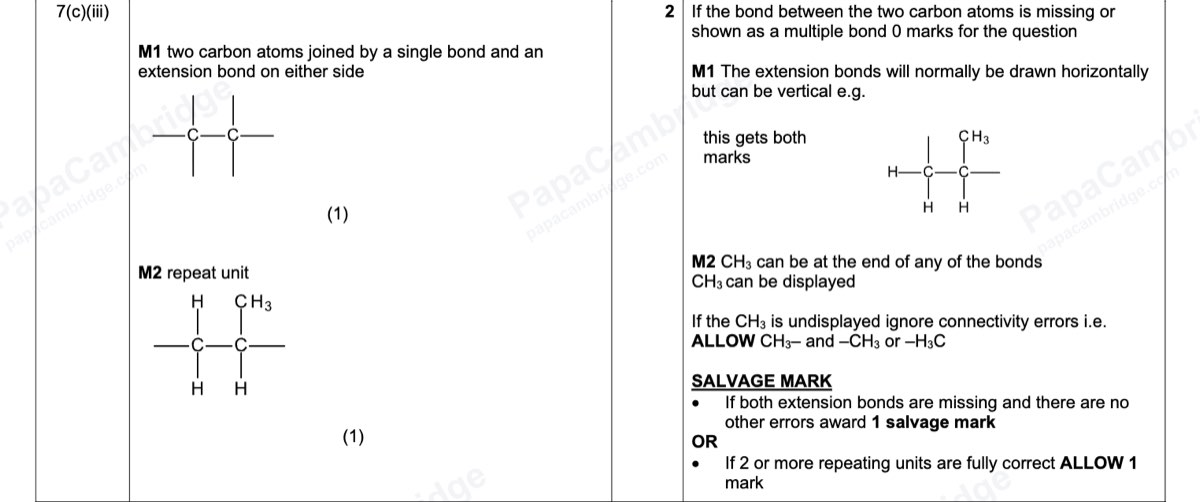 7(c)(iii)
M1 two carbon atoms joined by a single bond and an
extension bond on either side
C C
(1)
M2 repeat unit
H CH3
C C
H H
(1)
2
If the bond between the two carbon atoms is missing or
shown as a multiple bond 0 marks for the question
M1 The extension bonds will normally be drawn horizontally
but can be vertical e.g.
this gets both
marks
CH3
H C C
H H
M2 CH3 can be at the end of any of the bonds
CH3 can be displayed
If the CH3 is undisplayed ignore connectivity errors i.e.
ALLOW CH3– and –CH3 or –H3C
SALVAGE MARK
• If both extension bonds are missing and there are no
other errors award 1 salvage mark
OR
• If 2 or more repeating units are fully correct ALLOW 1
mark
PapaCambridge
papacambridge.com
PapaCambridge
papacambridge.com
PapaCambridge
papacambridge.com